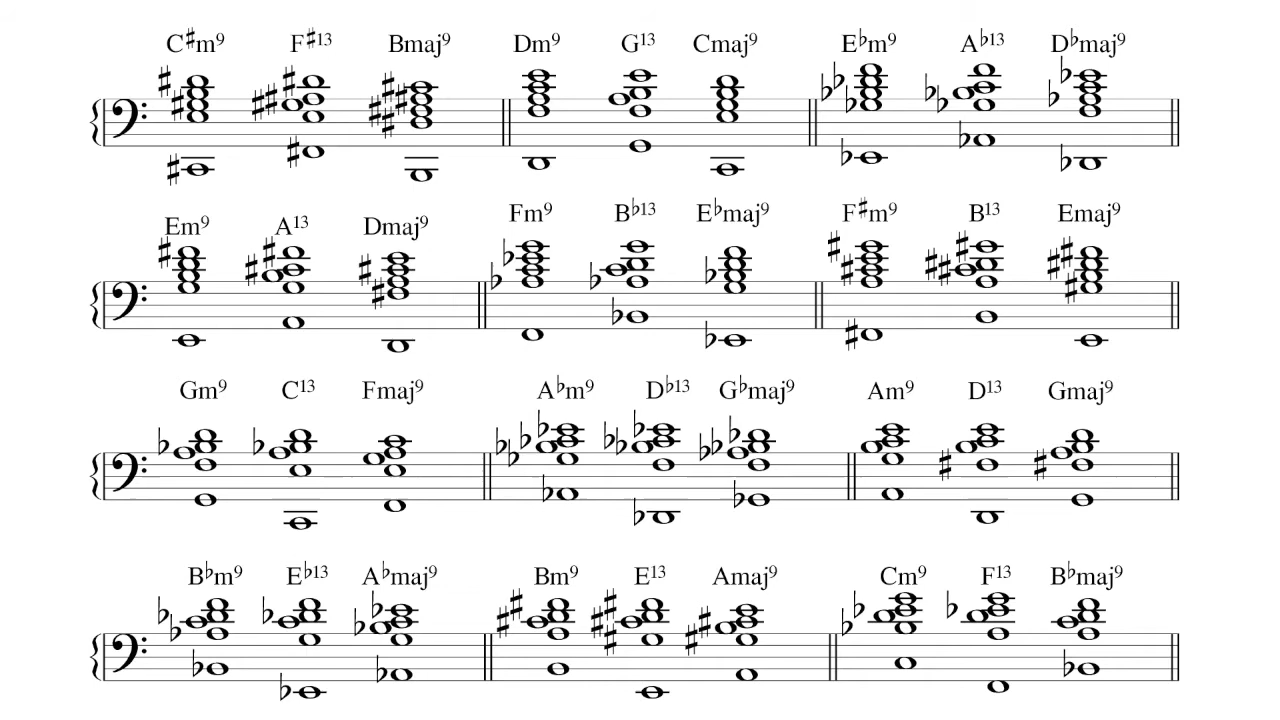 C♯m9 F♯13 Bmaj9 Dm9 G13 Cmaj9 E♭m9 A♭13 D♭maj9
Em9 A13 Dmaj9 Fm9 B♭13 E♭maj9 F♯m9 B13 Emaj9
Gm9 C13 Fmaj9 A♭m9 D♭13 G♭maj9 Am9 D13 Gmaj9
B♭m9 E♭13 A♭maj9 Bm9 E13 Amaj9 Cm9 F13 B♭maj9